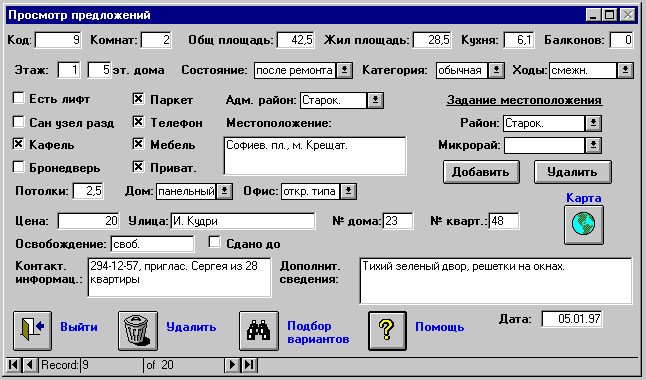 Просмотр предложений
Код: 9 Комнат: 2 Общ площадь: 42,5 Жил площадь: 28,5 Кухня: 6,1 Балконов: 0
Этаж: 1 5 эт. дома Состояние: после ремонта Категория: обычная Ходы: смежн.
Есть лифт Паркет Адм. район: Старок. Задание местоположения
Сан узел разд Телефон Местоположение: Район: Старок.
Кафель Мебель Софиев. пл., м. Крещат. Микрорай:
Бронедверь Приват. Добавить Удалить
Потолки: 2,5 Дом: панельный Офис: откр. типа Карта
Цена: 20 Улица: И. Кудри № дома: 23 № кварт.: 48
Освобождение: своб. Сдано до
Контакт. информац.: 294-12-57, приглас. Сергея из 28 квартиры
Дополнит. сведения: Тихий зеленый двор, решетки на окнах.
Дата: 05.01.97
Выйти Удалить Подбор вариантов Помощь
Record: 9 of 20